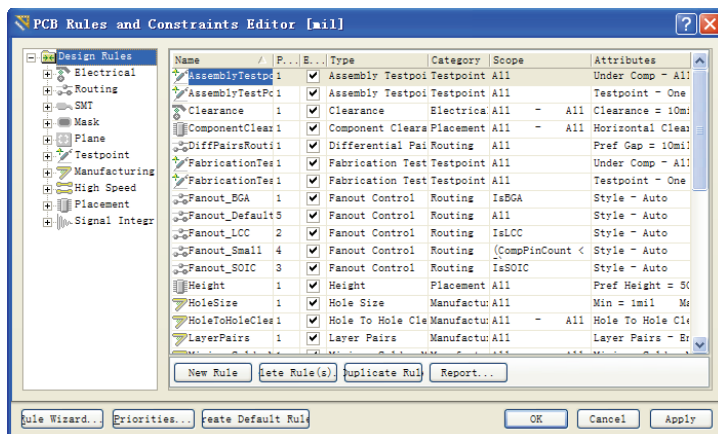 PCB Rules and Constraints Editor [mil]
Design Rules
Electrical
Routing
SMT
Mask
Plane
Testpoint
Manufacturing
High Speed
Placement
Signal Integr
Name P... E... Type Category Scope Attributes
AssemblyTestpo 1 Assembly Testpoi Testpoint All Under Comp - All
AssemblyTestPo 1 Assembly Testpoi Testpoint All Testpoint - One
Clearance 1 Clearance Electrical All - All Clearance = 10mi
ComponentClear 1 Component Cleara Placement All - All Horizontal Clear
DiffPairsRouti 1 Differential Pai Routing All Pref Gap = 10mil
FabricationTes 1 Fabrication Test Testpoint All Under Comp - All
FabricationTes 1 Fabrication Test Testpoint All Testpoint - One
Fanout_BGA 1 Fanout Control Routing IsBGA Style - Auto
Fanout_Default 5 Fanout Control Routing All Style - Auto
Fanout_LCC 2 Fanout Control Routing IsLCC Style - Auto
Fanout_Small 4 Fanout Control Routing (CompPinCount < Style - Auto
Fanout_SOIC 3 Fanout Control Routing IsSOIC Style - Auto
Height 1 Height Placement All Pref Height = 50
HoleSize 1 Hole Size Manufactu: All Min = 1mil Ma
HoleToHoleClea 1 Hole To Hole Cle Manufactu: All - All Hole To Hole Cle
LayerPairs 1 Layer Pairs Manufactu: All Layer Pairs - En
New Rule lete Rule(s). Duplicate Rul Report...
Rule Wizard... Priorities... reate Default Rule OK Cancel Apply